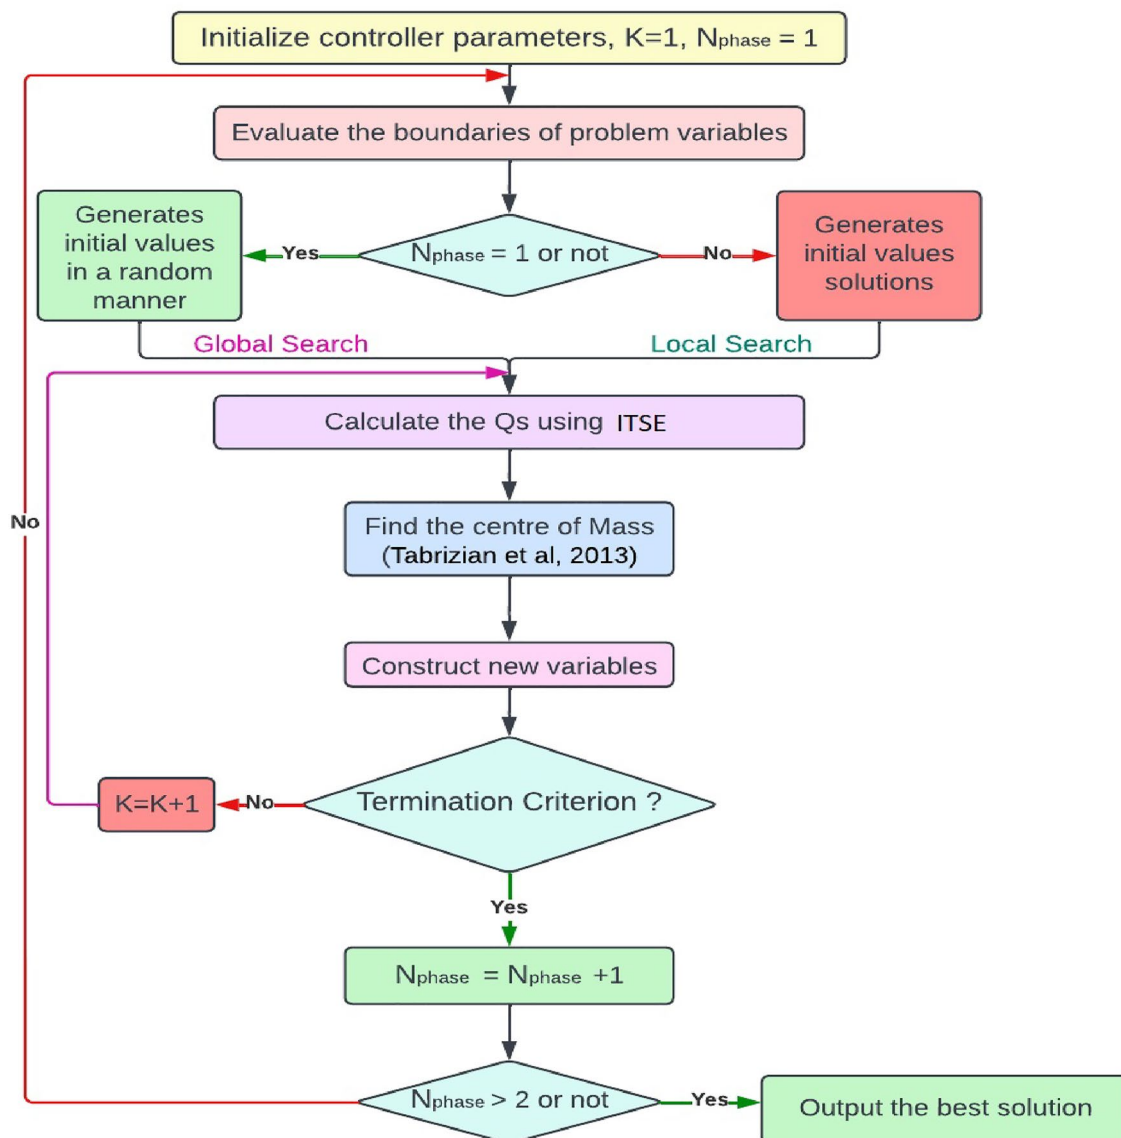 Initialize controller parameters, K=1, Nphase = 1
Evaluate the boundaries of problem variables
Generates
initial values
in a random
manner
Yes
Nphase = 1 or not
No
Generates
initial values
solutions
Global Search
Local Search
Calculate the Qs using ITSE
No
Find the centre of Mass
(Tabrizian et al, 2013)
Construct new variables
K=K+1
No
Termination Criterion ?
Yes
Nphase = Nphase +1
Nphase > 2 or not
Yes
Output the best solution